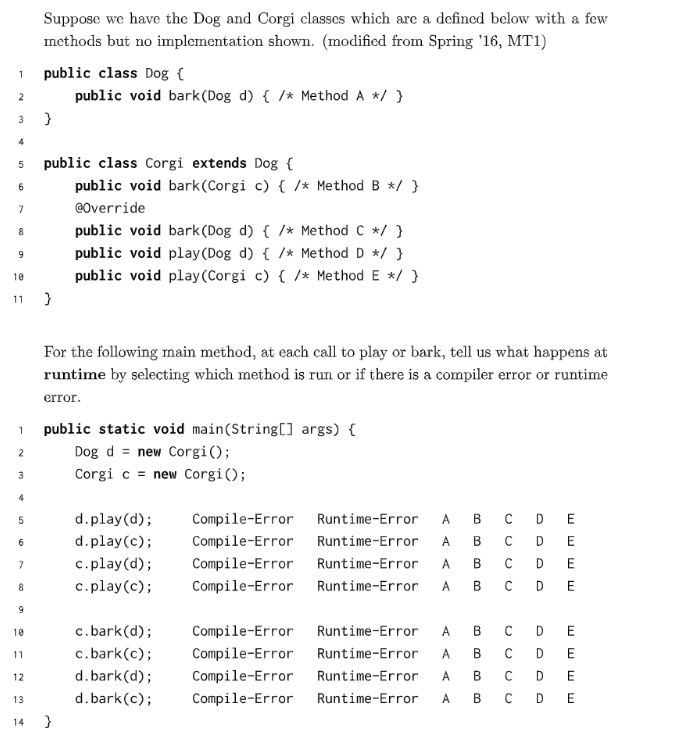 Suppose we have the Dog and Corgi classes which are a defined below with a few
methods but no implementation shown. (modified from Spring '16, MT1)
1 public class Dog {
2 public void bark(Dog d) { /* Method A */ }
3 }
4
5 public class Corgi extends Dog {
6 public void bark(Corgi c) { /* Method B */ }
7 @Override
8 public void bark(Dog d) { /* Method C */ }
9 public void play(Dog d) { /* Method D */ }
10 public void play(Corgi c) { /* Method E */ }
11 }
For the following main method, at each call to play or bark, tell us what happens at
runtime by selecting which method is run or if there is a compiler error or runtime
error.
1 public static void main(String[] args) {
2 Dog d = new Corgi();
3 Corgi c = new Corgi();
4
5 d.play(d); Compile-Error Runtime-Error A B C D E
6 d.play(c); Compile-Error Runtime-Error A B C D E
7 c.play(d); Compile-Error Runtime-Error A B C D E
8 c.play(c); Compile-Error Runtime-Error A B C D E
9
10 c.bark(d); Compile-Error Runtime-Error A B C D E
11 c.bark(c); Compile-Error Runtime-Error A B C D E
12 d.bark(d); Compile-Error Runtime-Error A B C D E
13 d.bark(c); Compile-Error Runtime-Error A B C D E
14 }